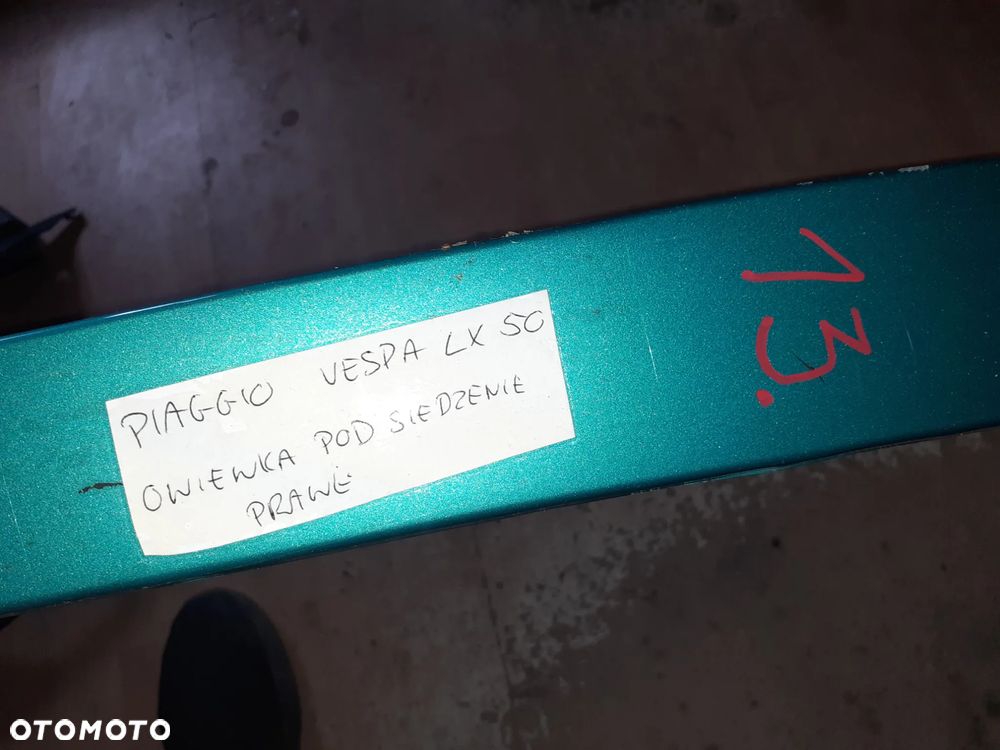 PIAGGIO VESPA LX 50
OWIEWKA POD SIEDZENIE
PRAWE
13.
OTOMOTO